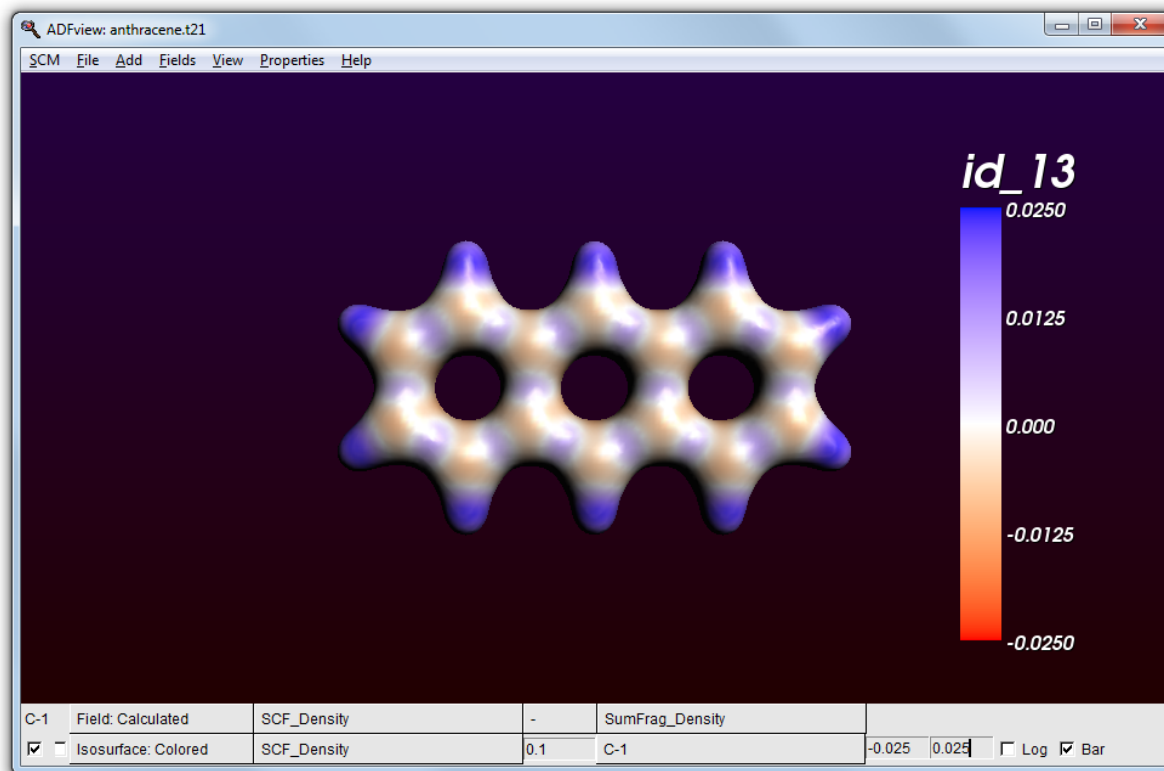 ADFview: anthracene.t21
SCM File Add Fields View Properties Help
id_13
0.0250
0.0125
0.000
-0.0125
-0.0250
C-1 Field: Calculated SCF_Density - SumFrag_Density
Isosurface: Colored SCF_Density 0.1 C-1 -0.025 0.025 Log Bar